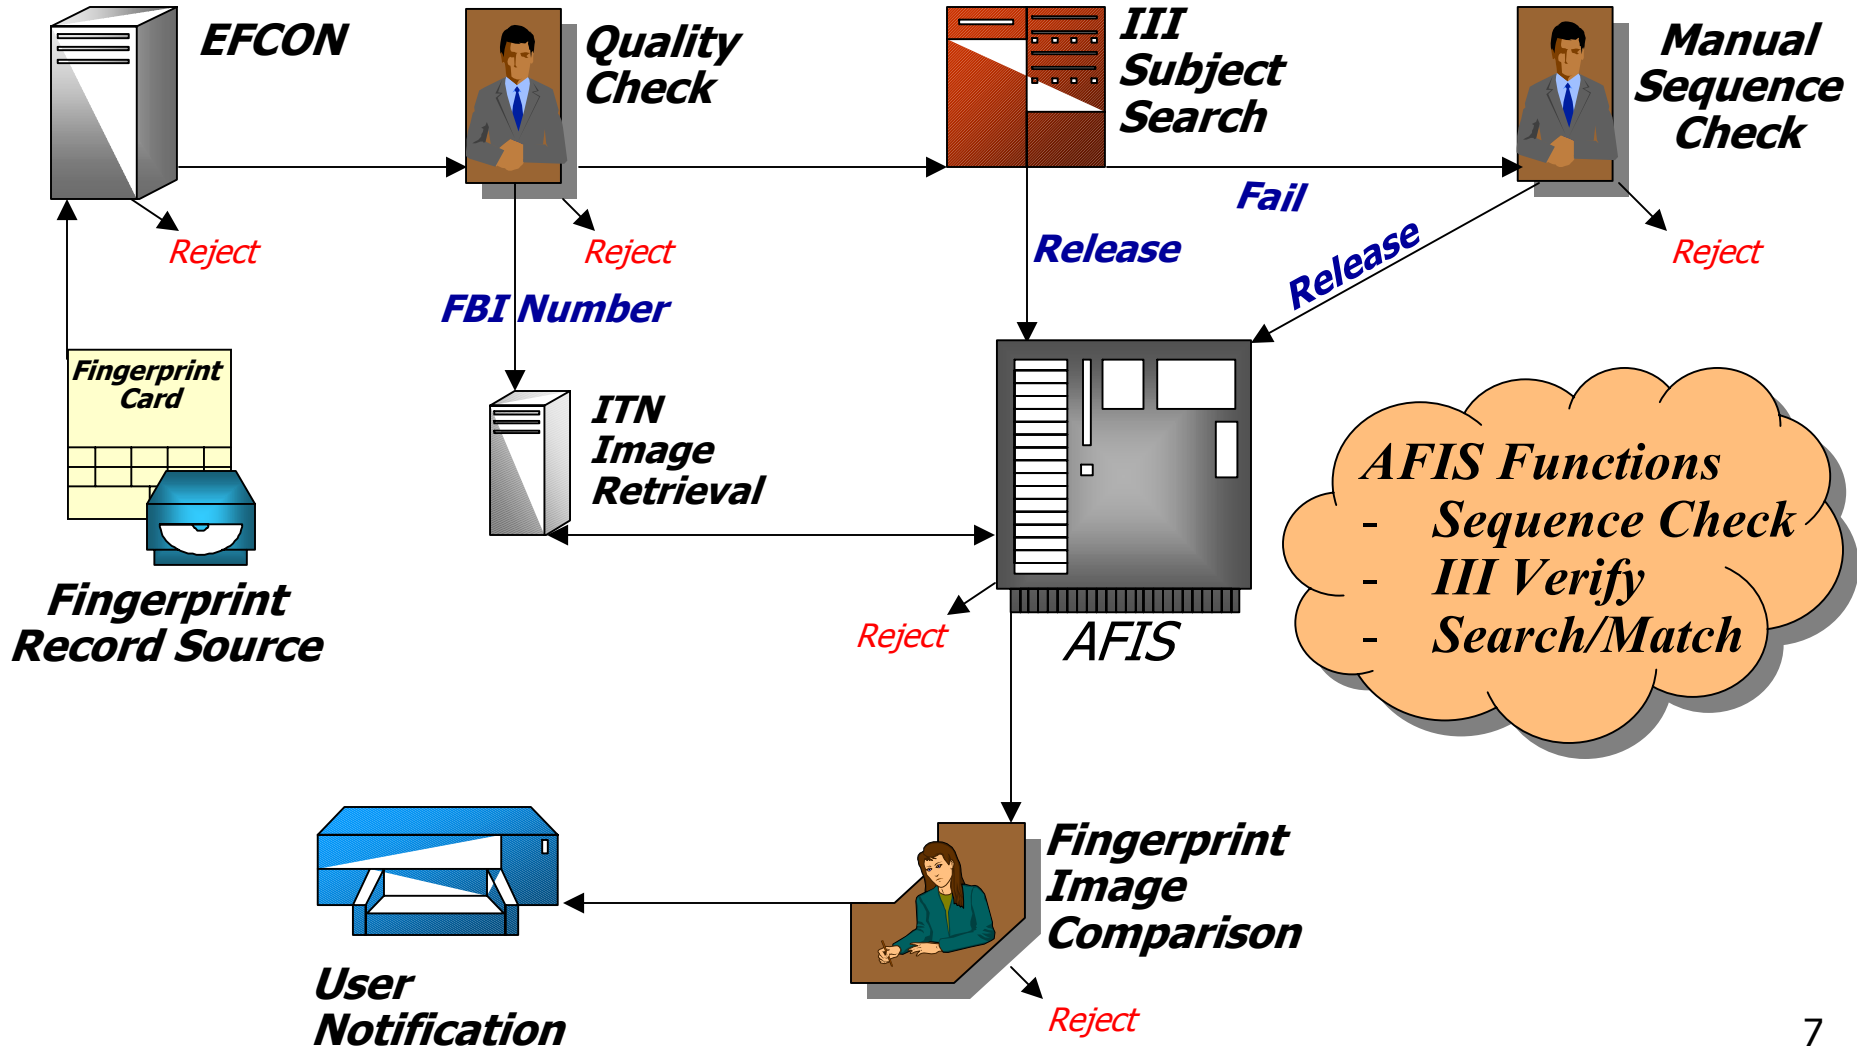 EFCON
Quality
Check
III
Subject
Search
Manual
Sequence
Check
Fail
Reject
Reject
Release
Release
Reject
FBI Number
Fingerprint
Card
ITN
Image
Retrieval
AFIS Functions
- Sequence Check
- III Verify
- Search/Match
Fingerprint
Record Source
Reject
AFIS
Fingerprint
Image
Comparison
User
Notification
Reject
7